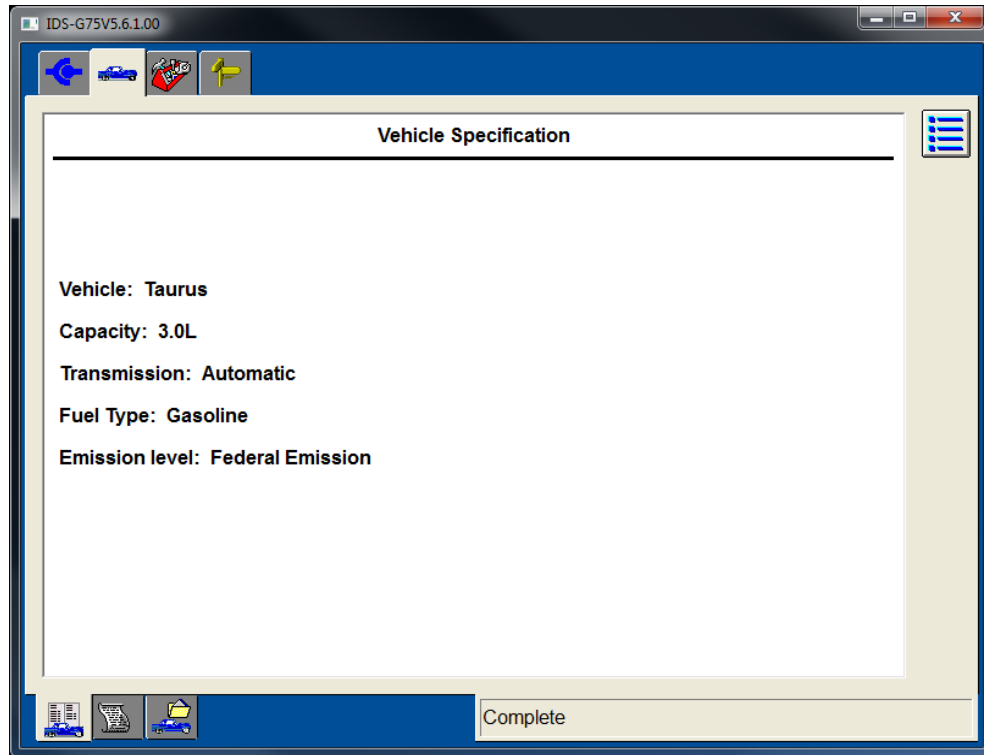 IDS-G75V5.6.1.00
Vehicle Specification
Vehicle: Taurus
Capacity: 3.0L
Transmission: Automatic
Fuel Type: Gasoline
Emission level: Federal Emission
Complete